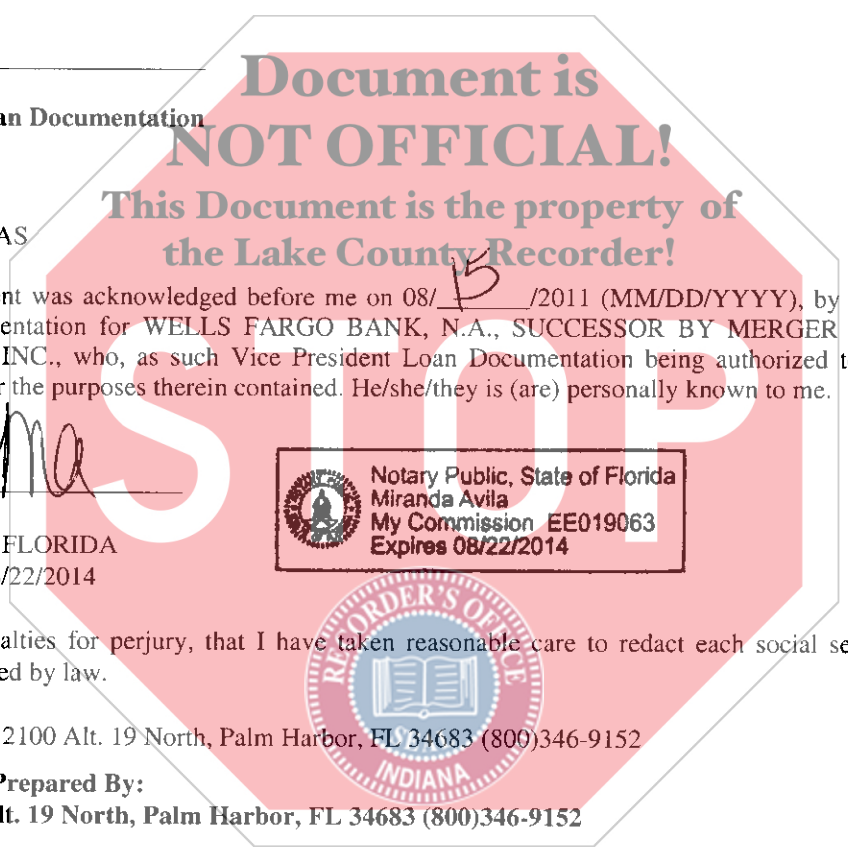 Document is
NOT OFFICIAL!
This Document is the property of
the Lake County Recorder!
an Documentation
AS
nt was acknowledged before me on 08/15/2011 (MM/DD/YYYY), by
entation for WELLS FARGO BANK, N.A., SUCCESSOR BY MERGER
INC., who, as such Vice President Loan Documentation being authorized t
r the purposes therein contained. He/she/they is (are) personally known to me.
STOP
Notary Public, State of Florida
Miranda Avila
My Commission EE019063
Expires 08/22/2014
FLORIDA
/22/2014
RECORDER'S OFFICE
SEAL
INDIANA
alties for perjury, that I have taken reasonable care to redact each social se
ed by law.
2100 Alt. 19 North, Palm Harbor, FL 34683 (800)346-9152
Prepared By:
lt. 19 North, Palm Harbor, FL 34683 (800)346-9152